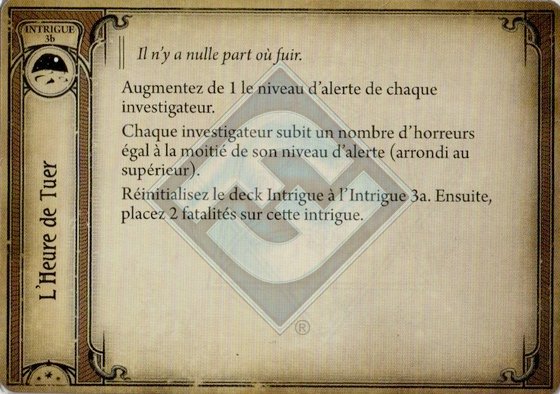 INTRIGUE
3b
L'Heure de Tuer
Il n'y a nulle part où fuir.
Augmentez de 1 le niveau d'alerte de chaque
investigateur.
Chaque investigateur subit un nombre d'horreurs
égal à la moitié de son niveau d'alerte (arrondi au
supérieur).
Réinitialisez le deck Intrigue à l'Intrigue 3a. Ensuite,
placez 2 fatalités sur cette intrigue.
®